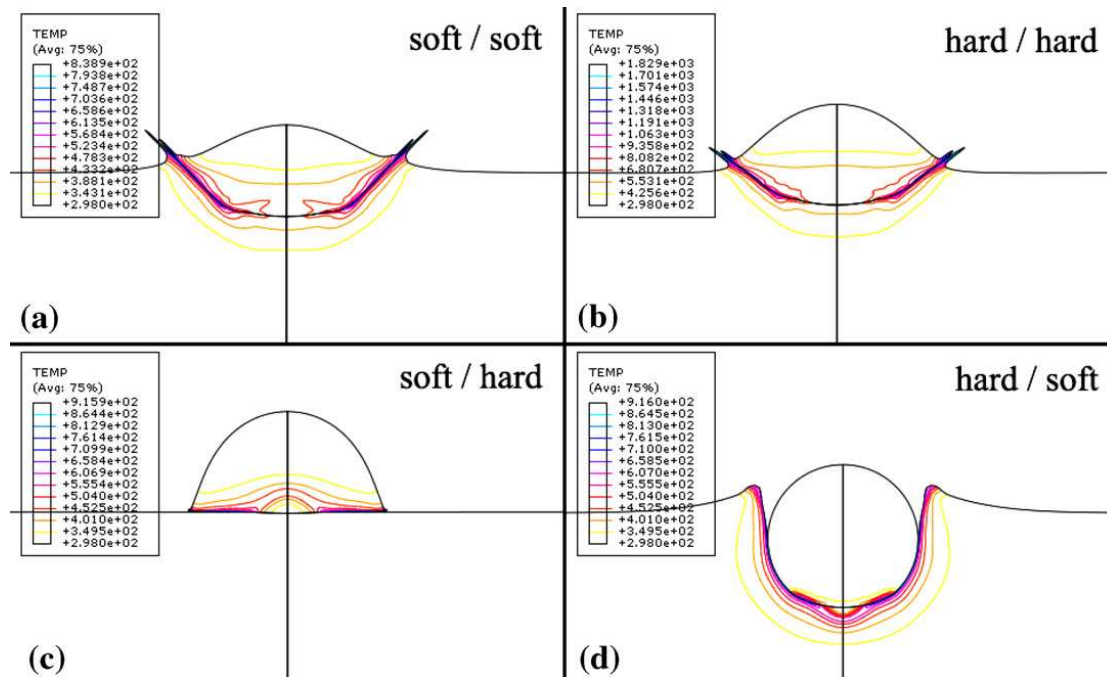 TEMP
(Avg: 75%)
+8.389e+02
+7.938e+02
+7.487e+02
+7.036e+02
+6.586e+02
+6.135e+02
+5.684e+02
+5.234e+02
+4.783e+02
+4.332e+02
+3.881e+02
+3.431e+02
+2.980e+02
soft / soft
(a)
TEMP
(Avg: 75%)
+1.829e+03
+1.701e+03
+1.574e+03
+1.446e+03
+1.318e+03
+1.191e+03
+1.063e+03
+9.358e+02
+8.082e+02
+6.807e+02
+5.531e+02
+4.256e+02
+2.980e+02
hard / hard
(b)
TEMP
(Avg: 75%)
+9.159e+02
+8.644e+02
+8.129e+02
+7.614e+02
+7.099e+02
+6.584e+02
+6.069e+02
+5.554e+02
+5.040e+02
+4.525e+02
+4.010e+02
+3.495e+02
+2.980e+02
soft / hard
(c)
TEMP
(Avg: 75%)
+9.160e+02
+8.645e+02
+8.130e+02
+7.615e+02
+7.100e+02
+6.585e+02
+6.070e+02
+5.555e+02
+5.040e+02
+4.525e+02
+4.010e+02
+3.495e+02
+2.980e+02
hard / soft
(d)